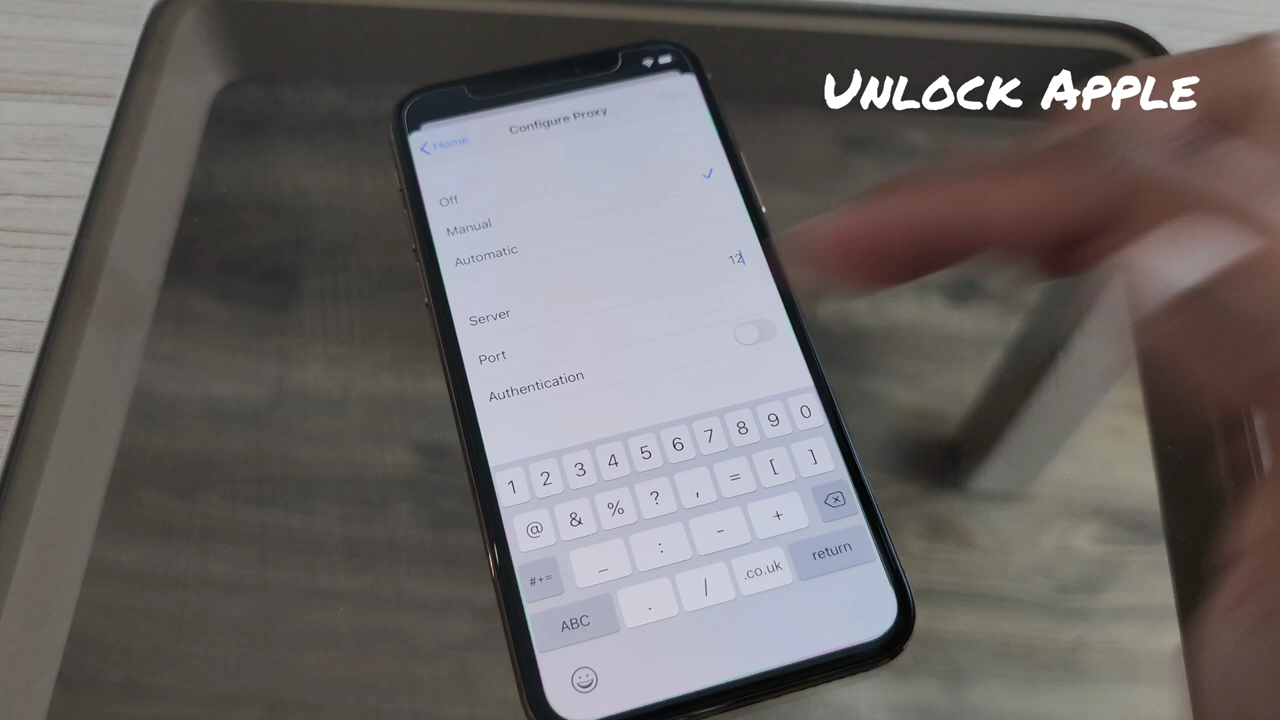 UNLOCK APPLE
Configure Proxy
Home
Off
Manual
Automatic
Server
12
Port
Authentication
1 2 3 4 5 6 7 8 9 0
@ & % ? , = [ ]
#+= _ : - +
ABC . / .co.uk return